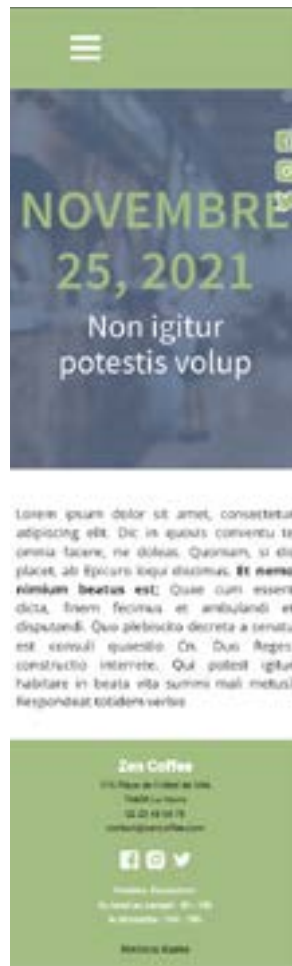 NOVEMBRE
25, 2021
Non igitur
potestis volup
Lorem ipsum dolor sit amet, consectetur
adipiscing elit. Dic in quovis conventu te
omnia facere, ne doleas. Quoniam, si dis
placet, ab Epicuro loqui discimus. Et nemo
nimium beatus est; Quae cum essent
dicta, finem fecimus et ambulandi et
disputandi. Quo plebiscito decreta a senatu
est consuli quaestio Cn. Duo Reges:
constructio interrete. Qui potest igitur
habitare in beata vita summi mali metus?
Respondeat totidem verbis
Zen Coffee
contact@zencoffee.com